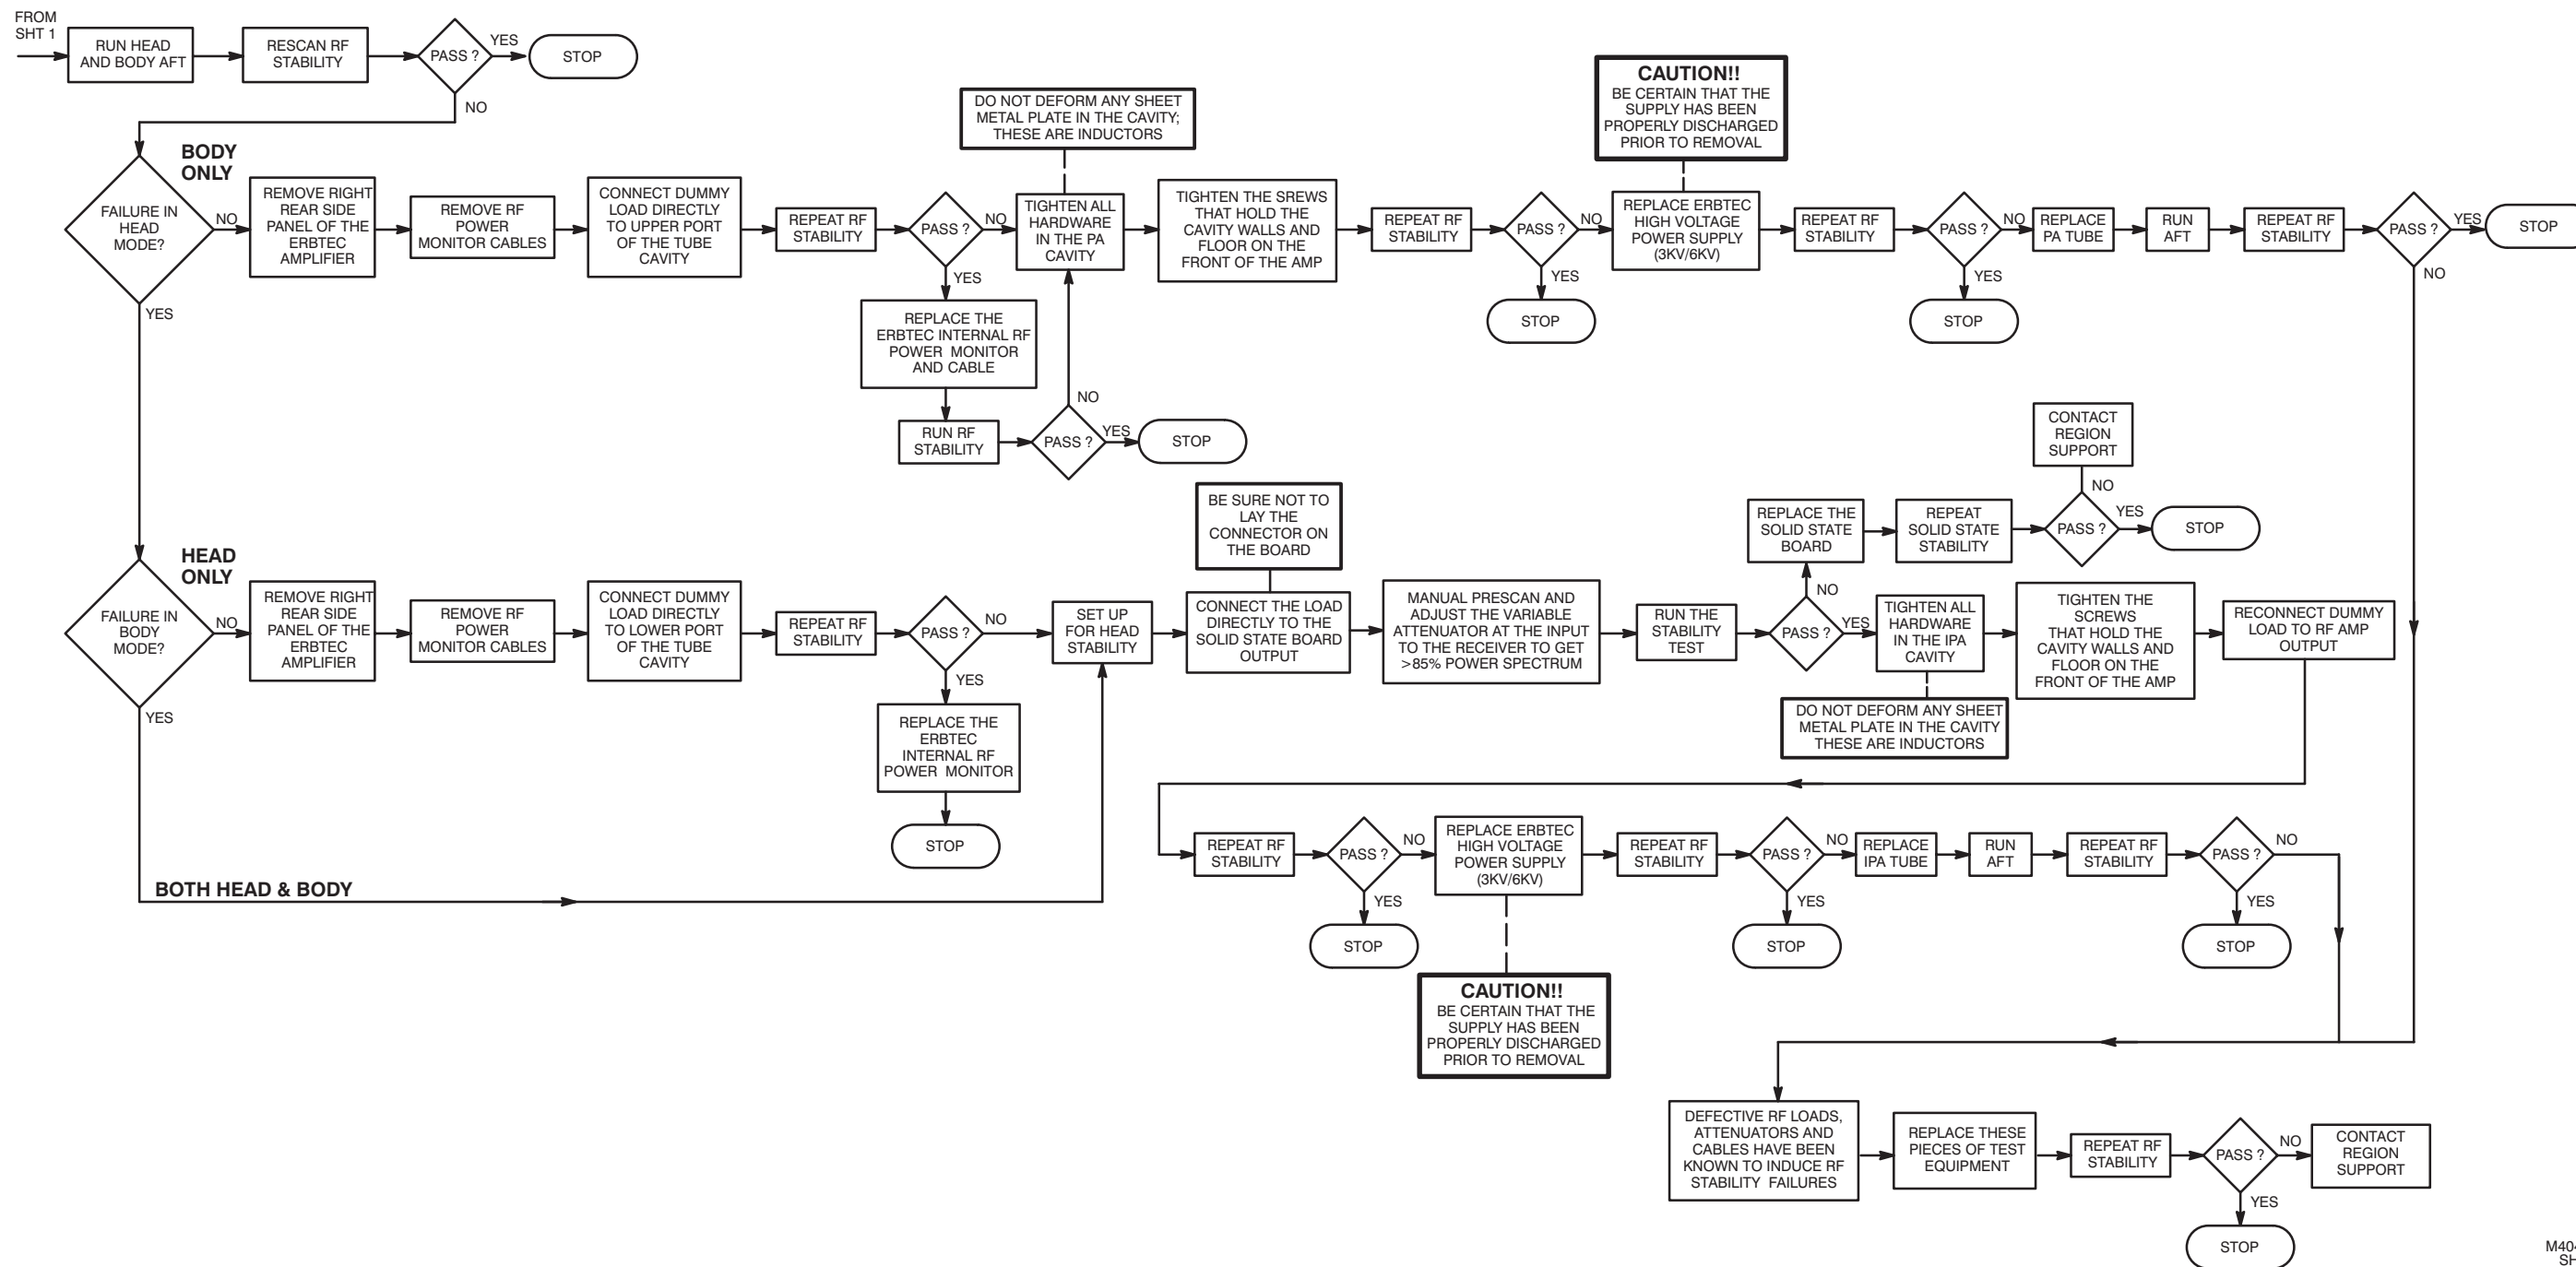 FROM
SHT 1
RUN HEAD
AND BODY AFT
RESCAN RF
STABILITY
PASS ?
YES
STOP
NO
FAILURE IN
HEAD
MODE?
BODY
ONLY
NO
YES
REMOVE RIGHT
REAR SIDE
PANEL OF THE
ERBTEC
AMPLIFIER
REMOVE RF
POWER
MONITOR CABLES
CONNECT DUMMY
LOAD DIRECTLY
TO UPPER PORT
OF THE TUBE
CAVITY
REPEAT RF
STABILITY
PASS ?
NO
YES
REPLACE THE
ERBTEC INTERNAL RF
POWER MONITOR
AND CABLE
RUN RF
STABILITY
PASS ?
NO
YES
STOP
DO NOT DEFORM ANY SHEET
METAL PLATE IN THE CAVITY;
THESE ARE INDUCTORS
TIGHTEN ALL
HARDWARE
IN THE PA
CAVITY
TIGHTEN THE SREWS
THAT HOLD THE
CAVITY WALLS AND
FLOOR ON THE
FRONT OF THE AMP
REPEAT RF
STABILITY
PASS ?
NO
YES
STOP
CAUTION!!
BE CERTAIN THAT THE
SUPPLY HAS BEEN
PROPERLY DISCHARGED
PRIOR TO REMOVAL
REPLACE ERBTEC
HIGH VOLTAGE
POWER SUPPLY
(3KV/6KV)
REPEAT RF
STABILITY
PASS ?
NO
YES
STOP
REPLACE
PA TUBE
RUN
AFT
REPEAT RF
STABILITY
PASS ?
YES
STOP
NO
FAILURE IN
BODY
MODE?
HEAD
ONLY
NO
YES
REMOVE RIGHT
REAR SIDE
PANEL OF THE
ERBTEC
AMPLIFIER
REMOVE RF
POWER
MONITOR CABLES
CONNECT DUMMY
LOAD DIRECTLY
TO LOWER PORT
OF THE TUBE
CAVITY
REPEAT RF
STABILITY
PASS ?
NO
YES
REPLACE THE
ERBTEC
INTERNAL RF
POWER MONITOR
STOP
BOTH HEAD & BODY
SET UP
FOR HEAD
STABILITY
BE SURE NOT TO
LAY THE
CONNECTOR ON
THE BOARD
CONNECT THE LOAD
DIRECTLY TO THE
SOLID STATE BOARD
OUTPUT
MANUAL PRESCAN AND
ADJUST THE VARIABLE
ATTENUATOR AT THE INPUT
TO THE RECEIVER TO GET
>85% POWER SPECTRUM
RUN THE
STABILITY
TEST
PASS ?
NO
YES
REPLACE THE
SOLID STATE
BOARD
REPEAT
SOLID STATE
STABILITY
PASS ?
NO
YES
STOP
CONTACT
REGION
SUPPORT
TIGHTEN ALL
HARDWARE
IN THE IPA
CAVITY
DO NOT DEFORM ANY SHEET
METAL PLATE IN THE CAVITY
THESE ARE INDUCTORS
TIGHTEN THE
SCREWS
THAT HOLD THE
CAVITY WALLS AND
FLOOR ON THE
FRONT OF THE AMP
RECONNECT DUMMY
LOAD TO RF AMP
OUTPUT
REPEAT RF
STABILITY
PASS ?
NO
YES
STOP
REPLACE ERBTEC
HIGH VOLTAGE
POWER SUPPLY
(3KV/6KV)
CAUTION!!
BE CERTAIN THAT THE
SUPPLY HAS BEEN
PROPERLY DISCHARGED
PRIOR TO REMOVAL
REPEAT RF
STABILITY
PASS ?
NO
YES
STOP
REPLACE
IPA TUBE
RUN
AFT
REPEAT RF
STABILITY
PASS ?
NO
YES
STOP
DEFECTIVE RF LOADS,
ATTENUATORS AND
CABLES HAVE BEEN
KNOWN TO INDUCE RF
STABILITY FAILURES
REPLACE THESE
PIECES OF TEST
EQUIPMENT
REPEAT RF
STABILITY
PASS ?
NO
YES
STOP
CONTACT
REGION
SUPPORT